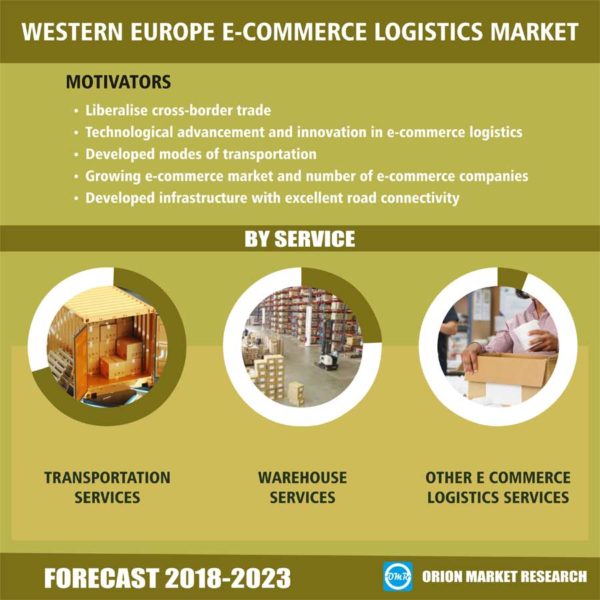 WESTERN EUROPE E-COMMERCE LOGISTICS MARKET
MOTIVATORS
• Liberalise cross-border trade
• Technological advancement and innovation in e-commerce logistics
• Developed modes of transportation
• Growing e-commerce market and number of e-commerce companies
• Developed infrastructure with excellent road connectivity
BY SERVICE
TRANSPORTATION
SERVICES
WAREHOUSE
SERVICES
OTHER E COMMERCE
LOGISTICS SERVICES
FORECAST 2018-2023
OMR
ORION MARKET RESEARCH